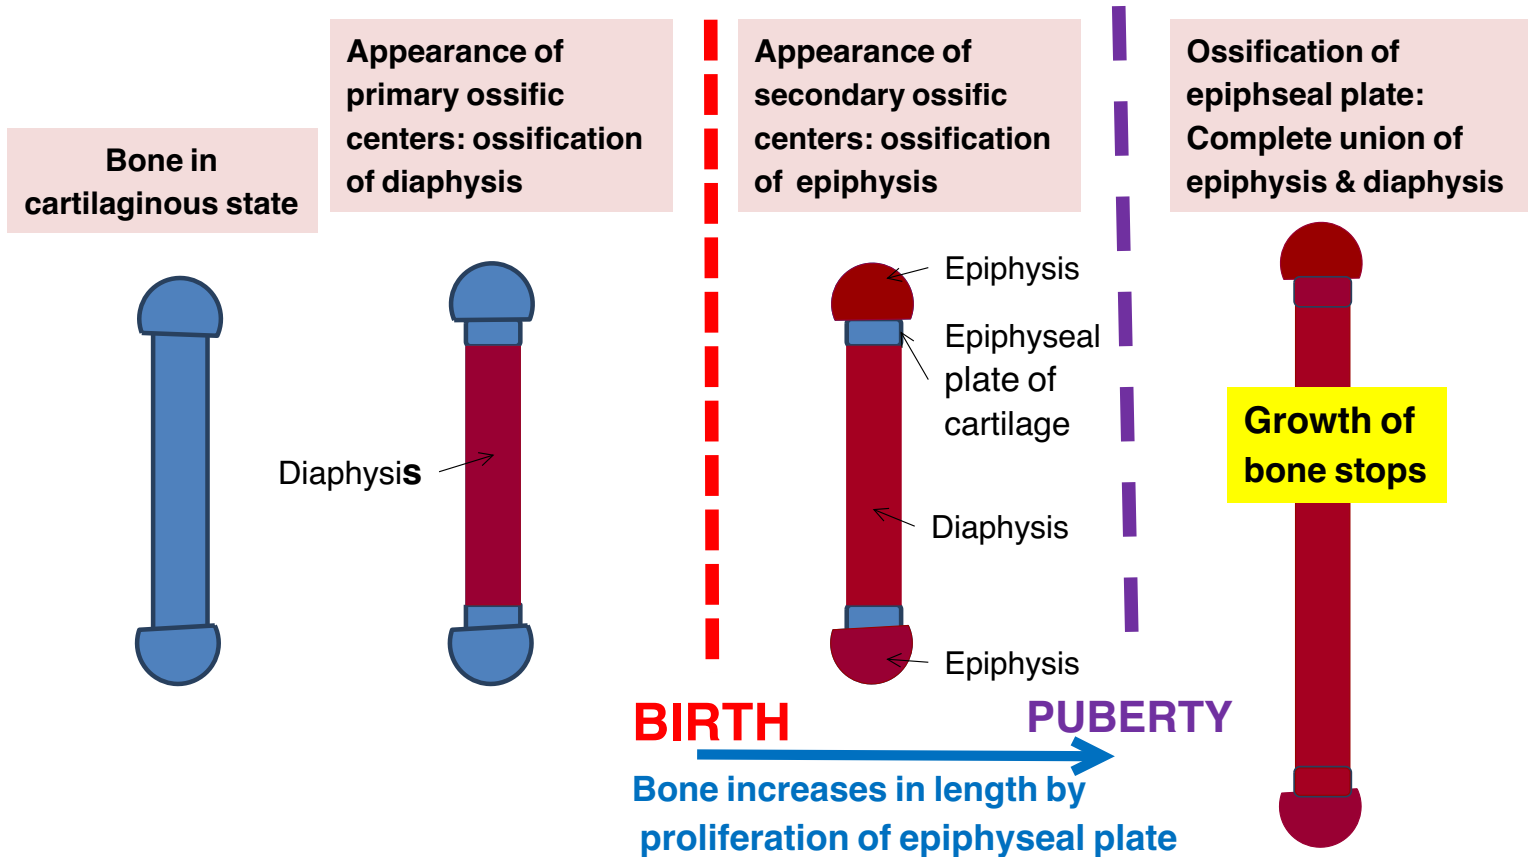 Bone in
cartilaginous state
Appearance of
primary ossific
centers: ossification
of diaphysis
Appearance of
secondary ossific
centers: ossification
of epiphysis
Ossification of
epiphseal plate:
Complete union of
epiphysis & diaphysis
Diaphysis
Epiphysis
Epiphyseal
plate of
cartilage
Diaphysis
Epiphysis
Growth of
bone stops
BIRTH
PUBERTY
Bone increases in length by
proliferation of epiphyseal plate